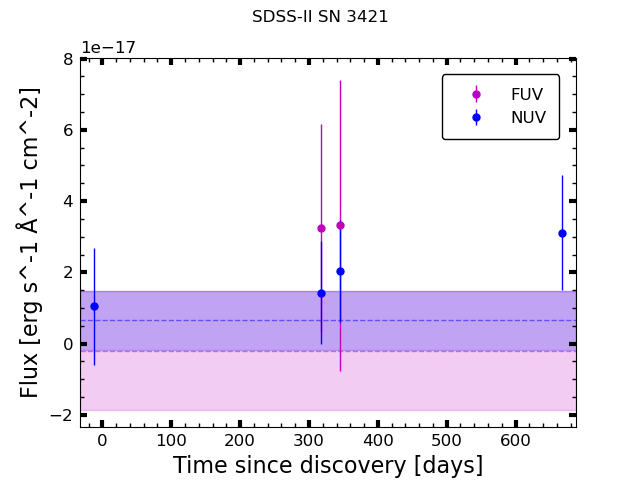 SDSS-II SN 3421
1e−17
8
6
4
2
0
−2
Flux [erg s^-1 Å^-1 cm^-2]
FUV
NUV
0 100 200 300 400 500 600
Time since discovery [days]